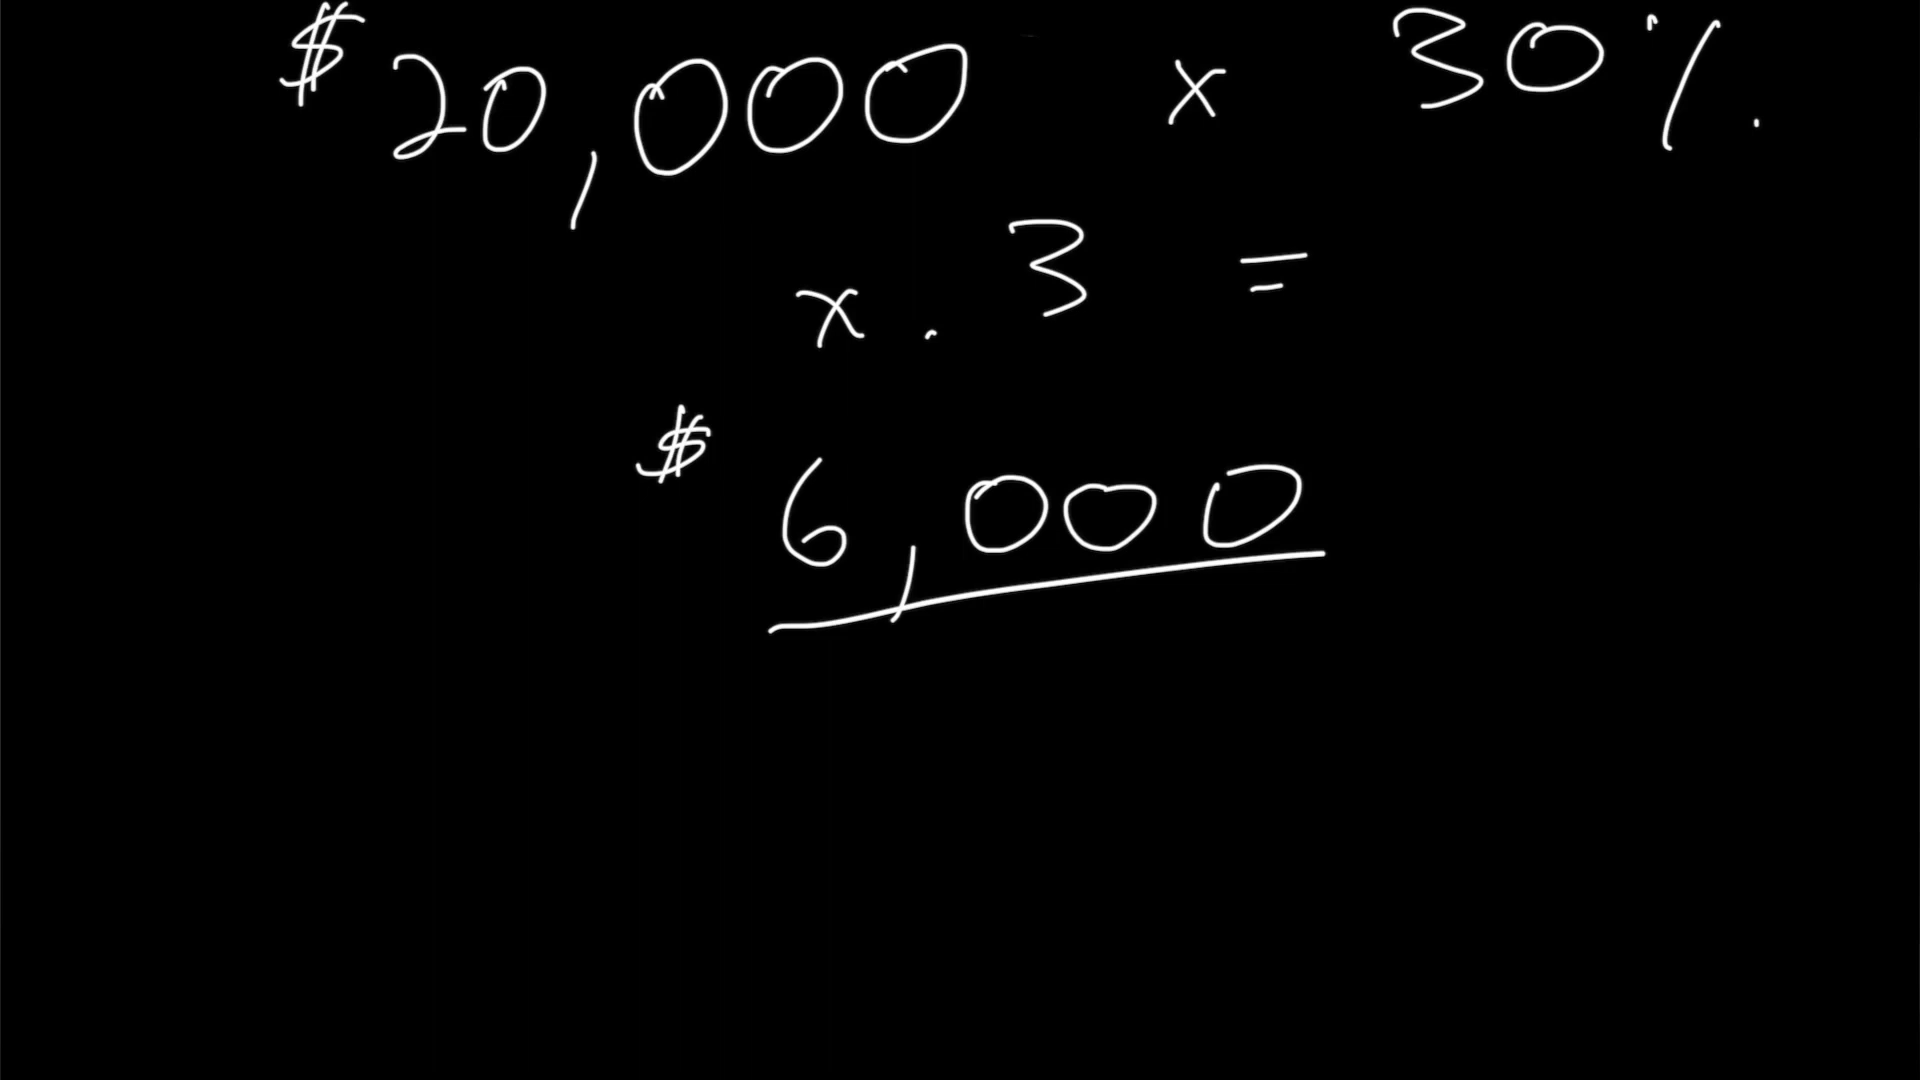 $20,000 x 30%.
x .3 =
$6,000